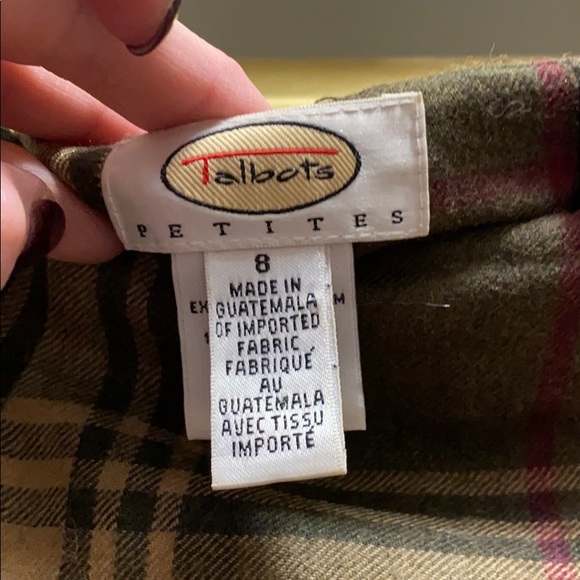 Talbots
PETITES
8
MADE IN
GUATEMALA
OF IMPORTED
FABRIC
FABRIQUÉ
AU
GUATEMALA
AVEC TISSU
IMPORTÉ